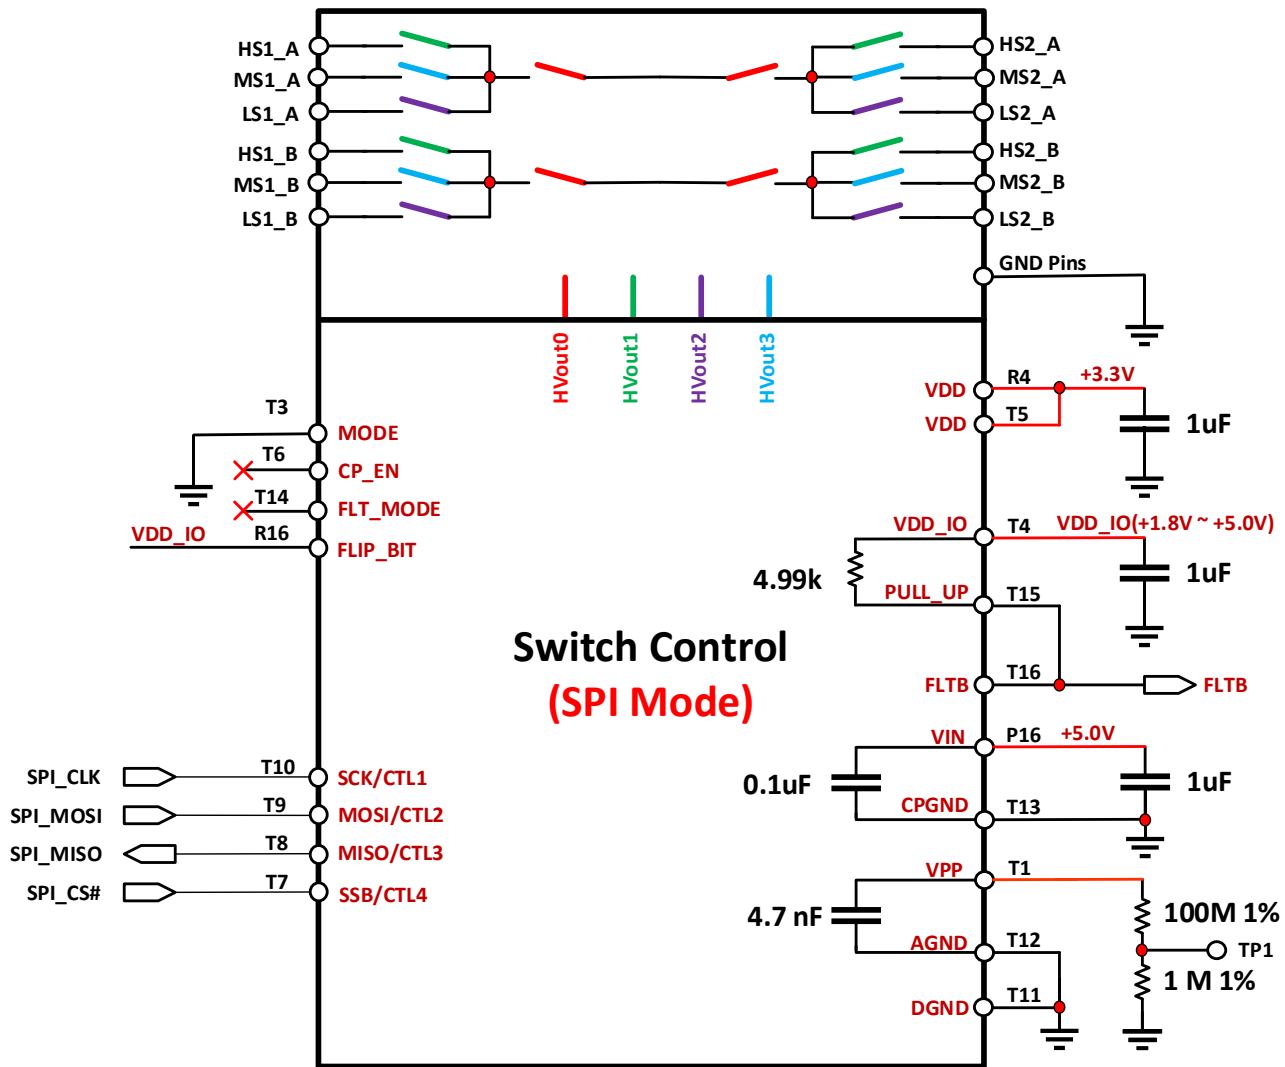 HS1_A
MS1_A
LS1_A
HS1_B
MS1_B
LS1_B
HS2_A
MS2_A
LS2_A
HS2_B
MS2_B
LS2_B
GND Pins
HVout0
HVout1
HVout2
HVout3
T3
MODE
T6
CP_EN
T14
FLT_MODE
VDD_IO
R16
FLIP_BIT
VDD
R4
+3.3V
VDD
T5
1uF
VDD_IO
T4
VDD_IO(+1.8V ~ +5.0V)
4.99k
1uF
PULL_UP
T15
Switch Control
(SPI Mode)
FLTB
T16
FLTB
VIN
P16
+5.0V
0.1uF
1uF
CPGND
T13
SPI_CLK
T10
SCK/CTL1
SPI_MOSI
T9
MOSI/CTL2
SPI_MISO
T8
MISO/CTL3
SPI_CS#
T7
SSB/CTL4
VPP
T1
4.7 nF
100M 1%
AGND
T12
TP1
1 M 1%
DGND
T11